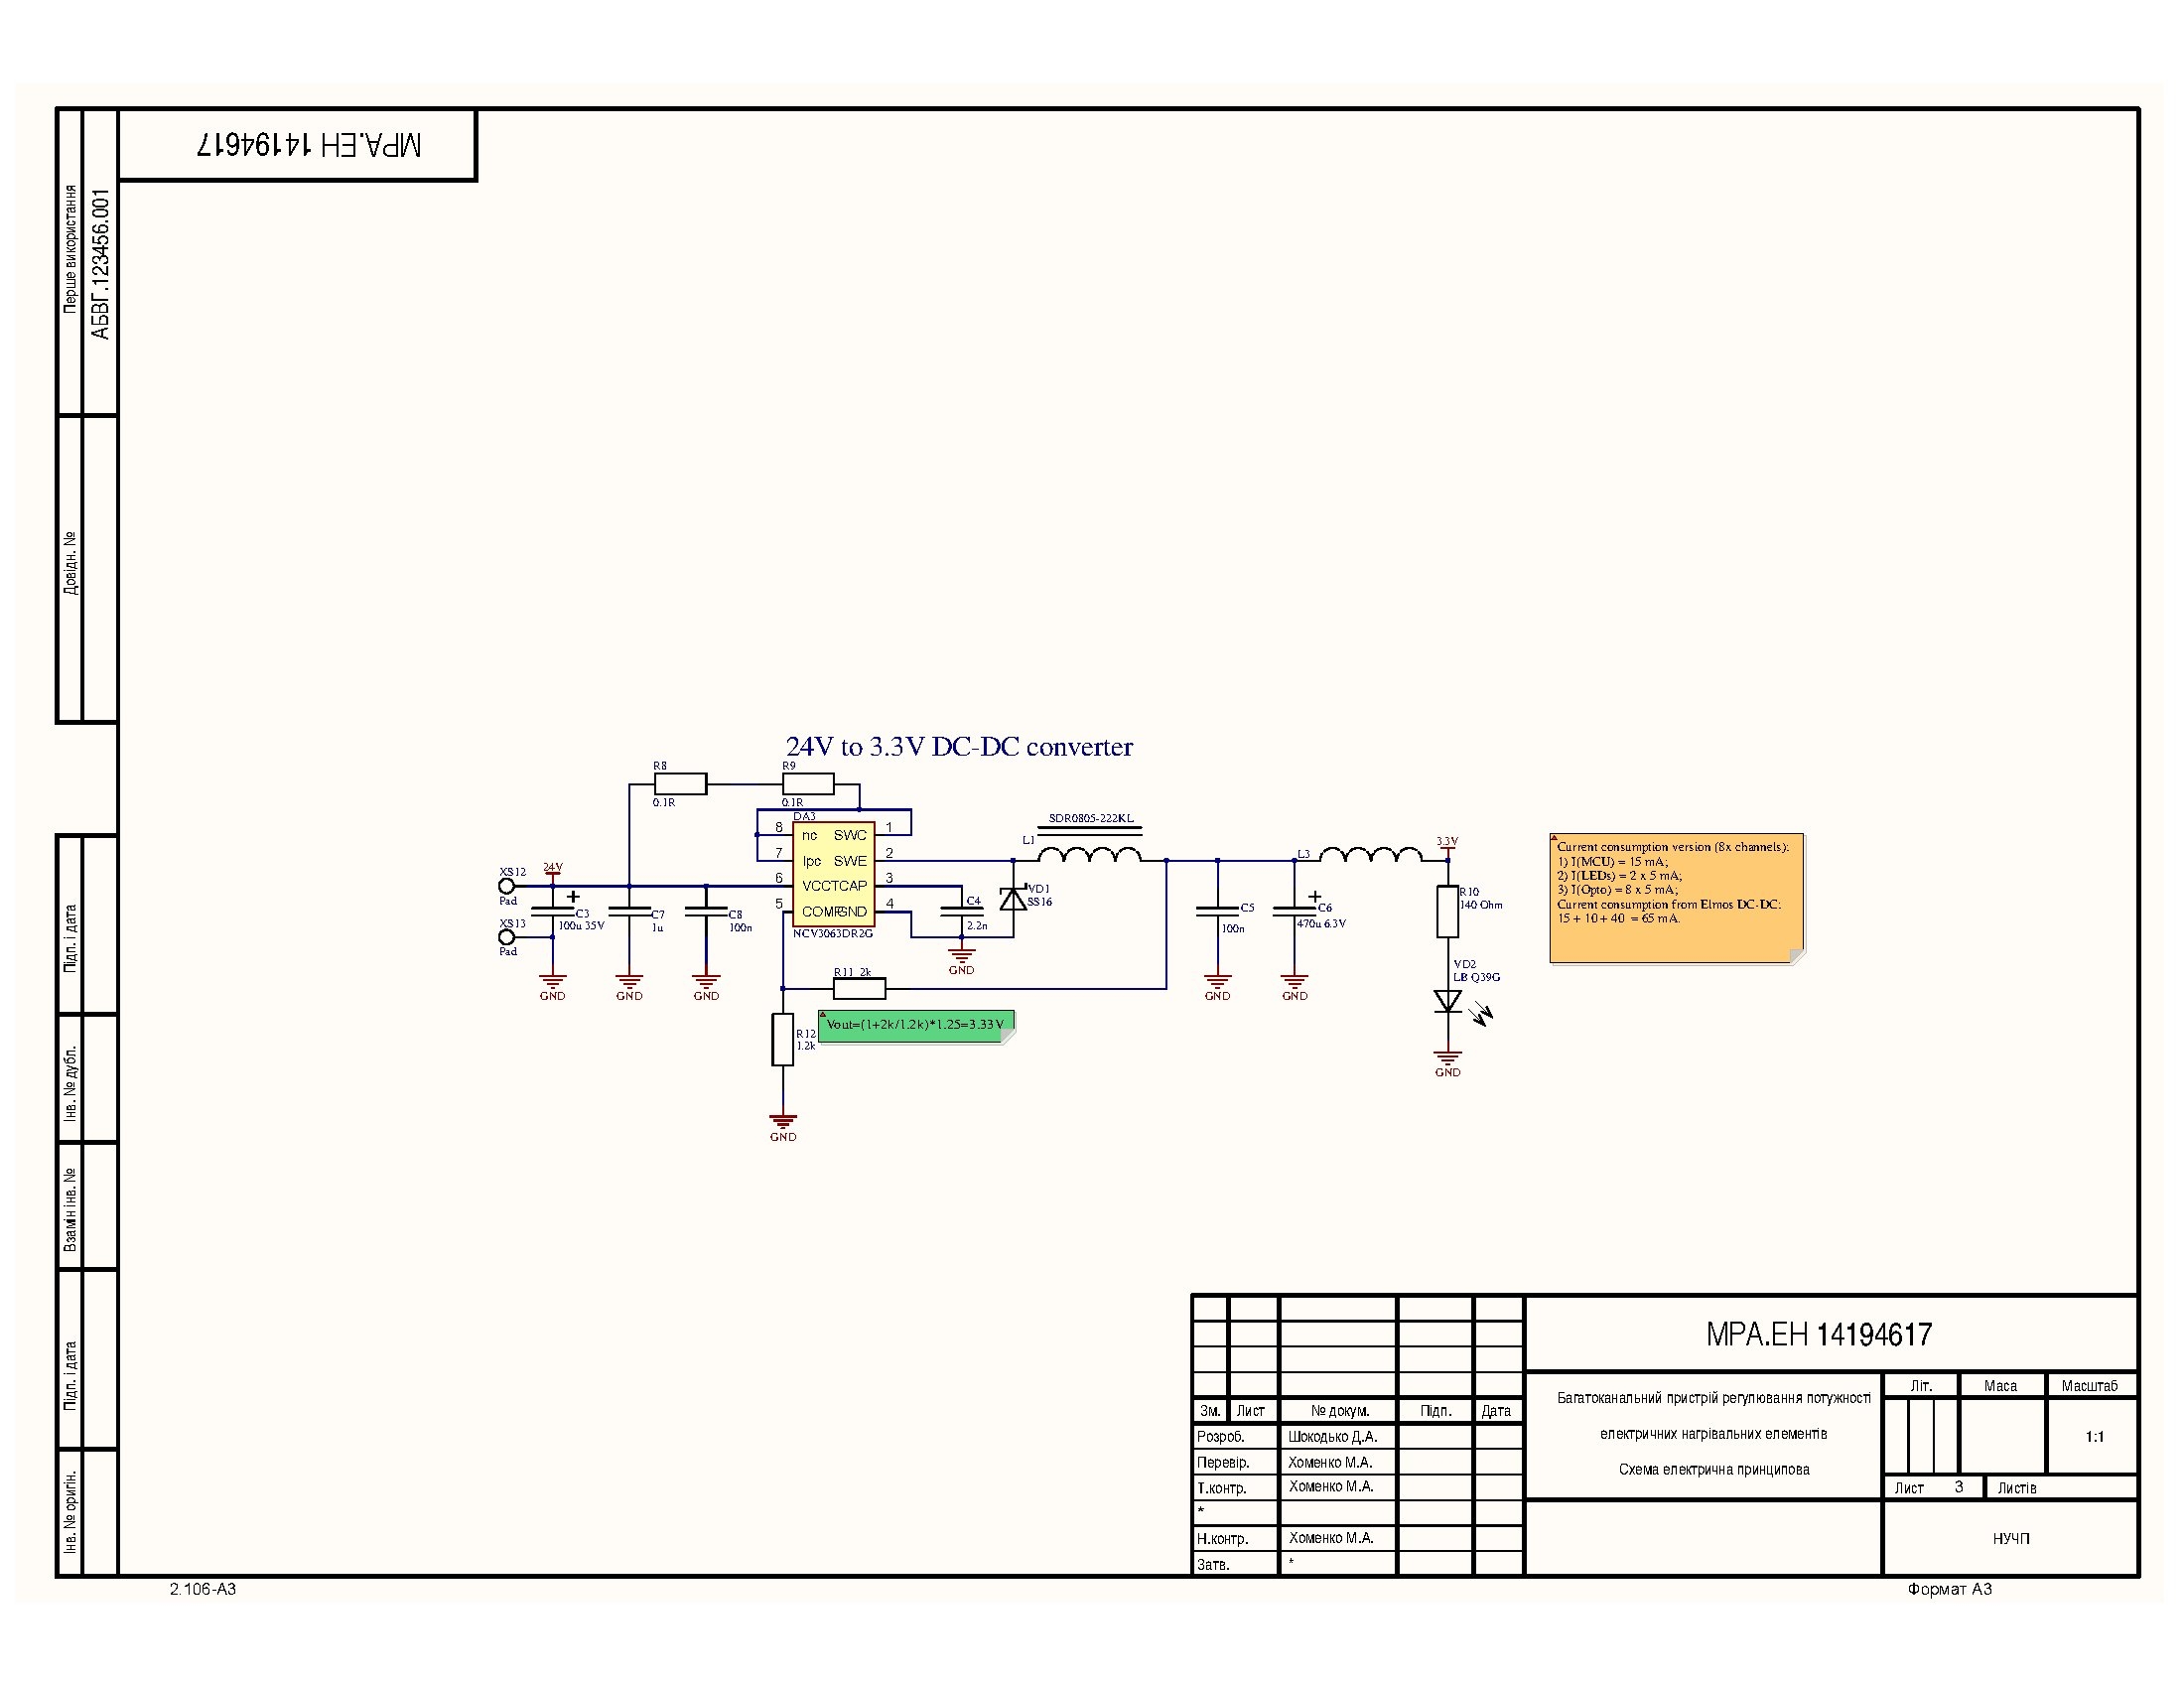 МРА.ЕН 14194617
Перше використання
АБВГ.123456.001
Довідн. №
Підп. і дата
Інв. № дубл.
Взамін інв. №
Підп. і дата
Інв. № оригін.
24V to 3.3V DC-DC converter
R8
0.1R
R9
0.1R
DA3
8 nc SWC 1
7 Ipc SWE 2
6 VCC TCAP 3
5 COMP GND 4
NCV3063DR2G
XS12
Pad
24V
XS13
Pad
C3
100u 35V
GND
C7
1u
GND
C8
100n
GND
C4
2.2n
GND
VD1
SS16
SDR0805-222KL
L1
C5
100n
GND
L3
C6
470u 6.3V
GND
3.3V
R10
140 Ohm
VD2
LB Q39G
GND
R11 2k
R12
1.2k
GND
Vout=(1+2k/1.2k)*1.25=3.33V
Current consumption version (8x channels):
1) I(MCU) = 15 mA;
2) I(LEDs) = 2 x 5 mA;
3) I(Opto) = 8 x 5 mA;
Current consumption from Elmos DC-DC:
15 + 10 + 40 = 65 mA.
МРА.ЕН 14194617
Зм. Лист № докум. Підп. Дата
Розроб. Шокодько Д.А.
Перевір. Хоменко М.А.
Т.контр. Хоменко М.А.
*
Н.контр. Хоменко М.А.
Затв. *
Багатоканальний пристрій регулювання потужності
електричних нагрівальних елементів
Схема електрична принципова
Літ. Маса Масштаб
1:1
Лист 3 Листів
НУЧП
2.106-А3
Формат А3